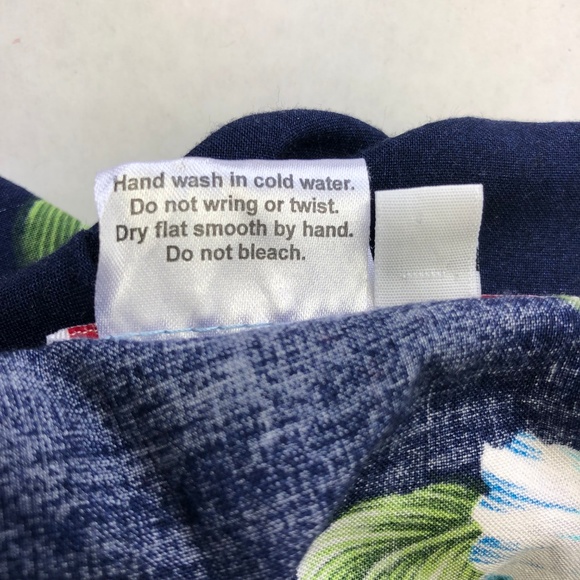 Hand wash in cold water.
Do not wring or twist.
Dry flat smooth by hand.
Do not bleach.